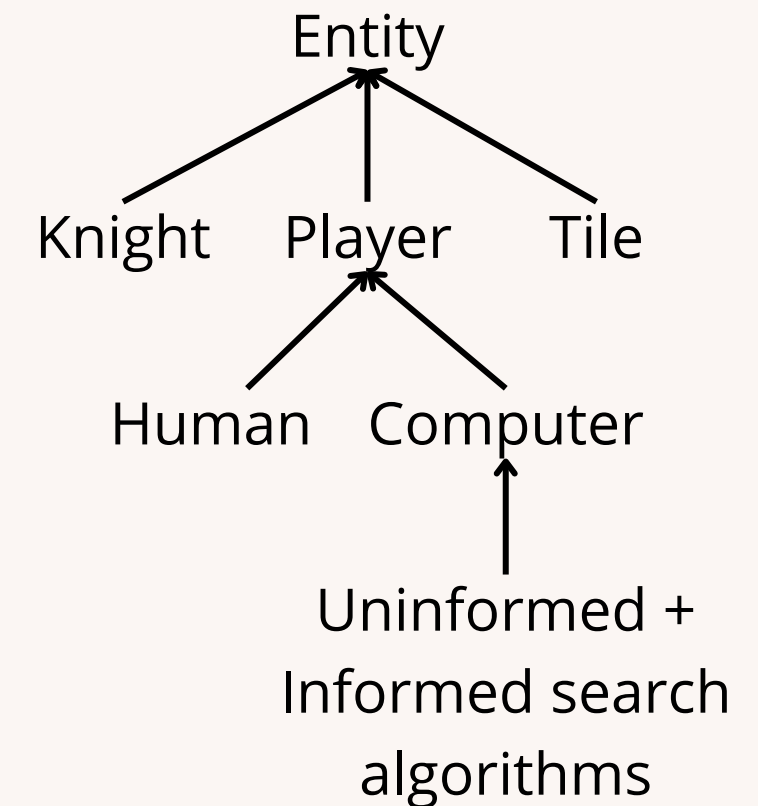 Entity
Knight Player Tile
Human Computer
Uninformed +
Informed search
algorithms